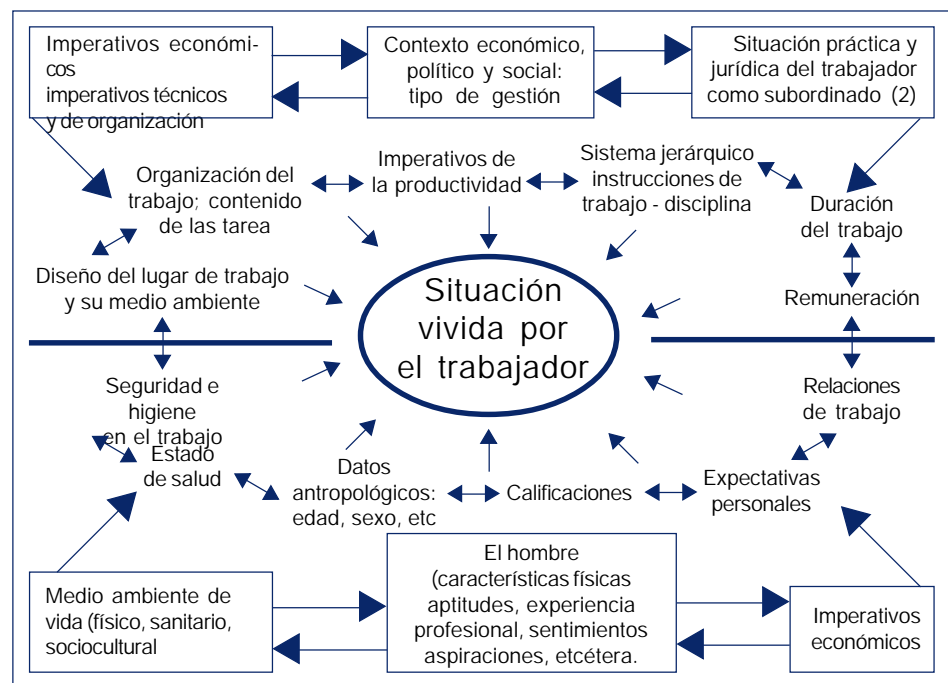 Imperativos económi-
cos
imperativos técnicos
y de organización
Contexto económico,
político y social:
tipo de gestión
Situación práctica y
jurídica del trabajador
como subordinado (2)
Organización del
trabajo; contenido
de las tarea
Imperativos de
la productividad
Sistema jerárquico
instrucciones de
trabajo - disciplina
Duración
del trabajo
Diseño del lugar de trabajo
y su medio ambiente
Situación
vivida por
el trabajador
Remuneración
Seguridad e
higiene
en el trabajo
Relaciones
de trabajo
Estado
de salud
Datos
antropológicos:
edad, sexo, etc
Calificaciones
Expectativas
personales
Medio ambiente de
vida (físico, sanitario,
sociocultural
El hombre
(características físicas
aptitudes, experiencia
profesional, sentimientos
aspiraciones, etcétera.
Imperativos
económicos